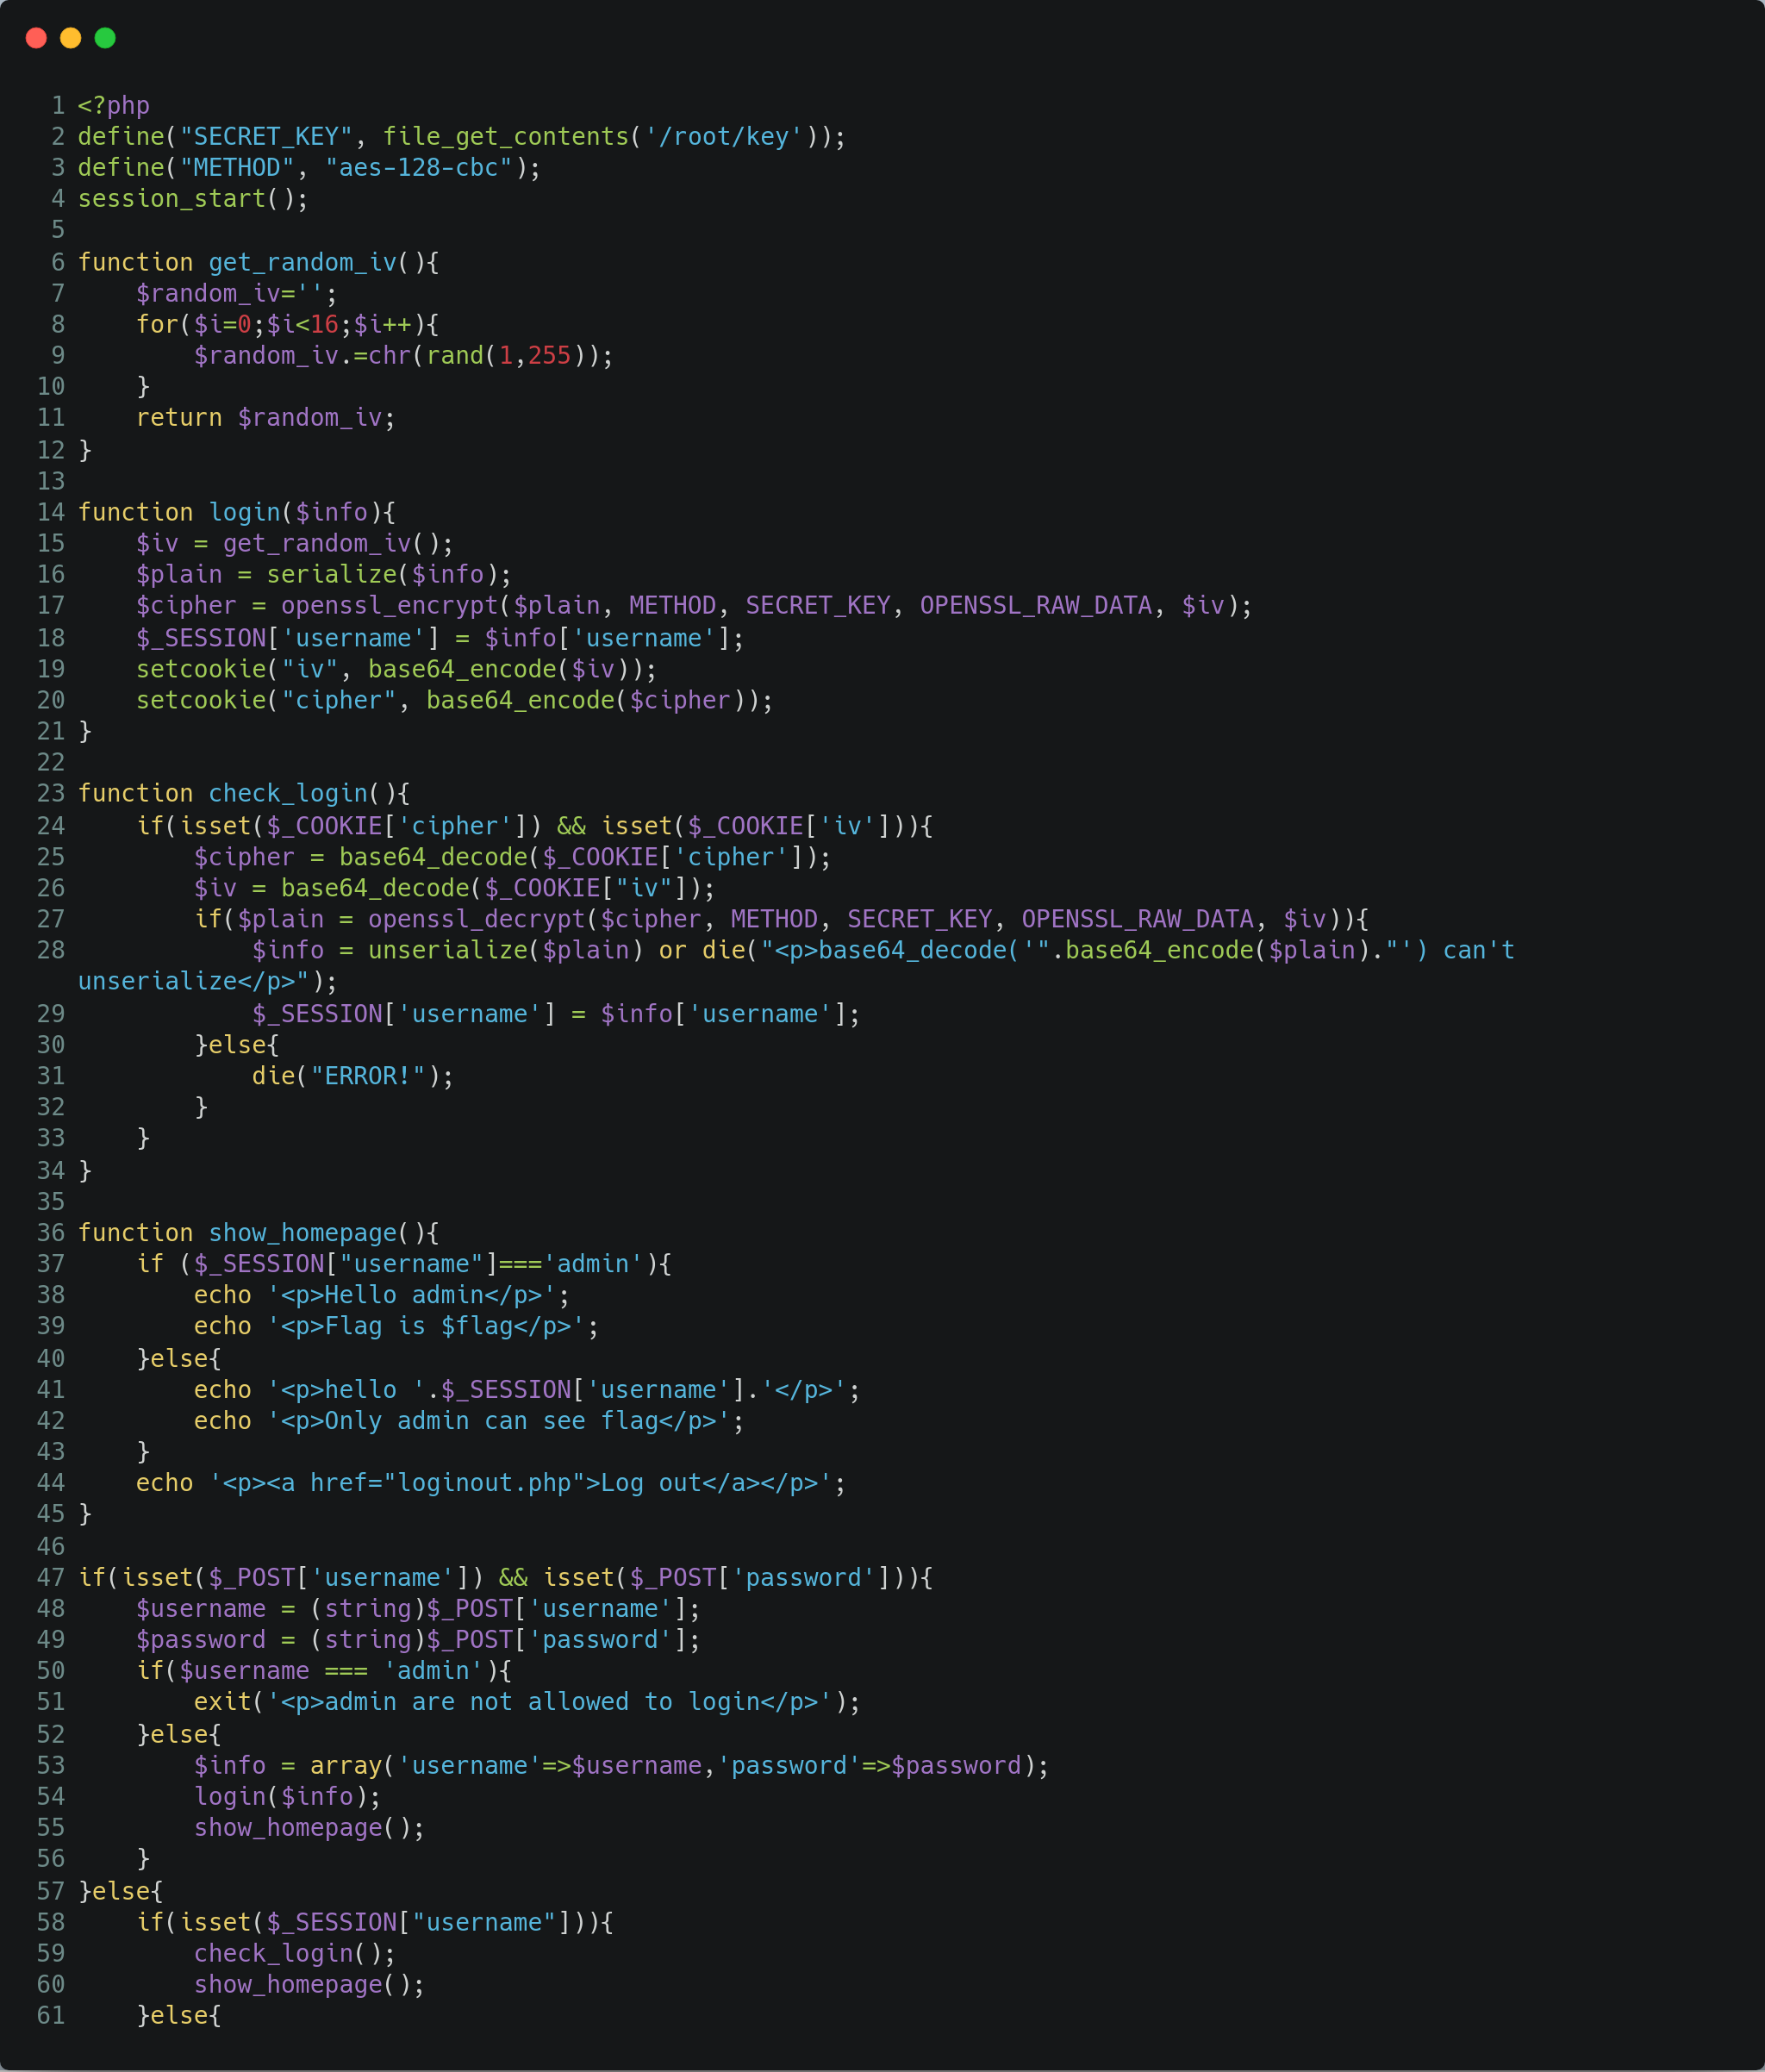 1 <?php
2 define("SECRET_KEY", file_get_contents('/root/key'));
3 define("METHOD", "aes-128-cbc");
4 session_start();
5
6 function get_random_iv(){
7     $random_iv='';
8     for($i=0;$i<16;$i++){
9         $random_iv.=chr(rand(1,255));
10     }
11     return $random_iv;
12 }
13
14 function login($info){
15     $iv = get_random_iv();
16     $plain = serialize($info);
17     $cipher = openssl_encrypt($plain, METHOD, SECRET_KEY, OPENSSL_RAW_DATA, $iv);
18     $_SESSION['username'] = $info['username'];
19     setcookie("iv", base64_encode($iv));
20     setcookie("cipher", base64_encode($cipher));
21 }
22
23 function check_login(){
24     if(isset($_COOKIE['cipher']) && isset($_COOKIE['iv'])){
25         $cipher = base64_decode($_COOKIE['cipher']);
26         $iv = base64_decode($_COOKIE["iv"]);
27         if($plain = openssl_decrypt($cipher, METHOD, SECRET_KEY, OPENSSL_RAW_DATA, $iv)){
28             $info = unserialize($plain) or die("<p>base64_decode('".base64_encode($plain)."') can't
unserialize</p>");
29             $_SESSION['username'] = $info['username'];
30         }else{
31             die("ERROR!");
32         }
33     }
34 }
35
36 function show_homepage(){
37     if ($_SESSION["username"]==='admin'){
38         echo '<p>Hello admin</p>';
39         echo '<p>Flag is $flag</p>';
40     }else{
41         echo '<p>hello '.$_SESSION['username'].'</p>';
42         echo '<p>Only admin can see flag</p>';
43     }
44     echo '<p><a href="loginout.php">Log out</a></p>';
45 }
46
47 if(isset($_POST['username']) && isset($_POST['password'])){
48     $username = (string)$_POST['username'];
49     $password = (string)$_POST['password'];
50     if($username === 'admin'){
51         exit('<p>admin are not allowed to login</p>');
52     }else{
53         $info = array('username'=>$username,'password'=>$password);
54         login($info);
55         show_homepage();
56     }
57 }else{
58     if(isset($_SESSION["username"])){
59         check_login();
60         show_homepage();
61     }else{